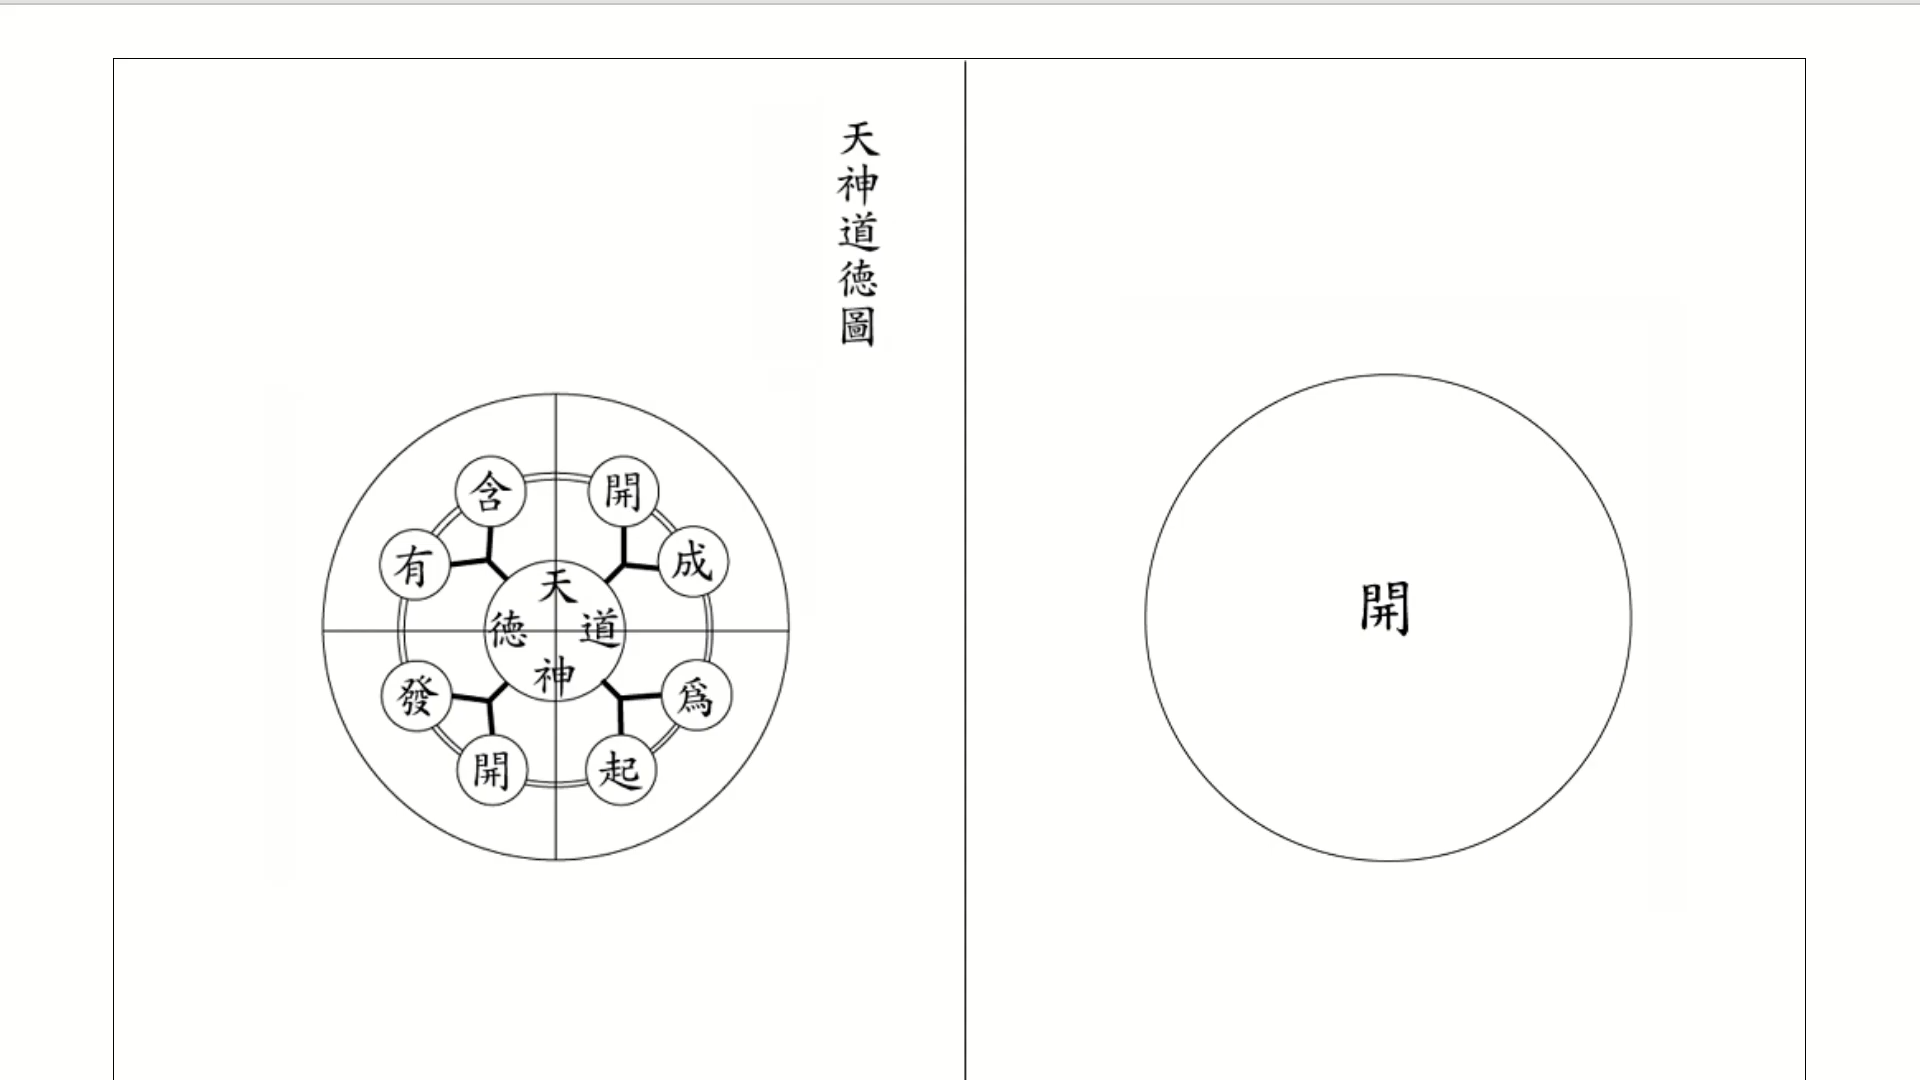 開
天神道德圖
開
成
爲
起
開
發
有
含
天
道
神
德